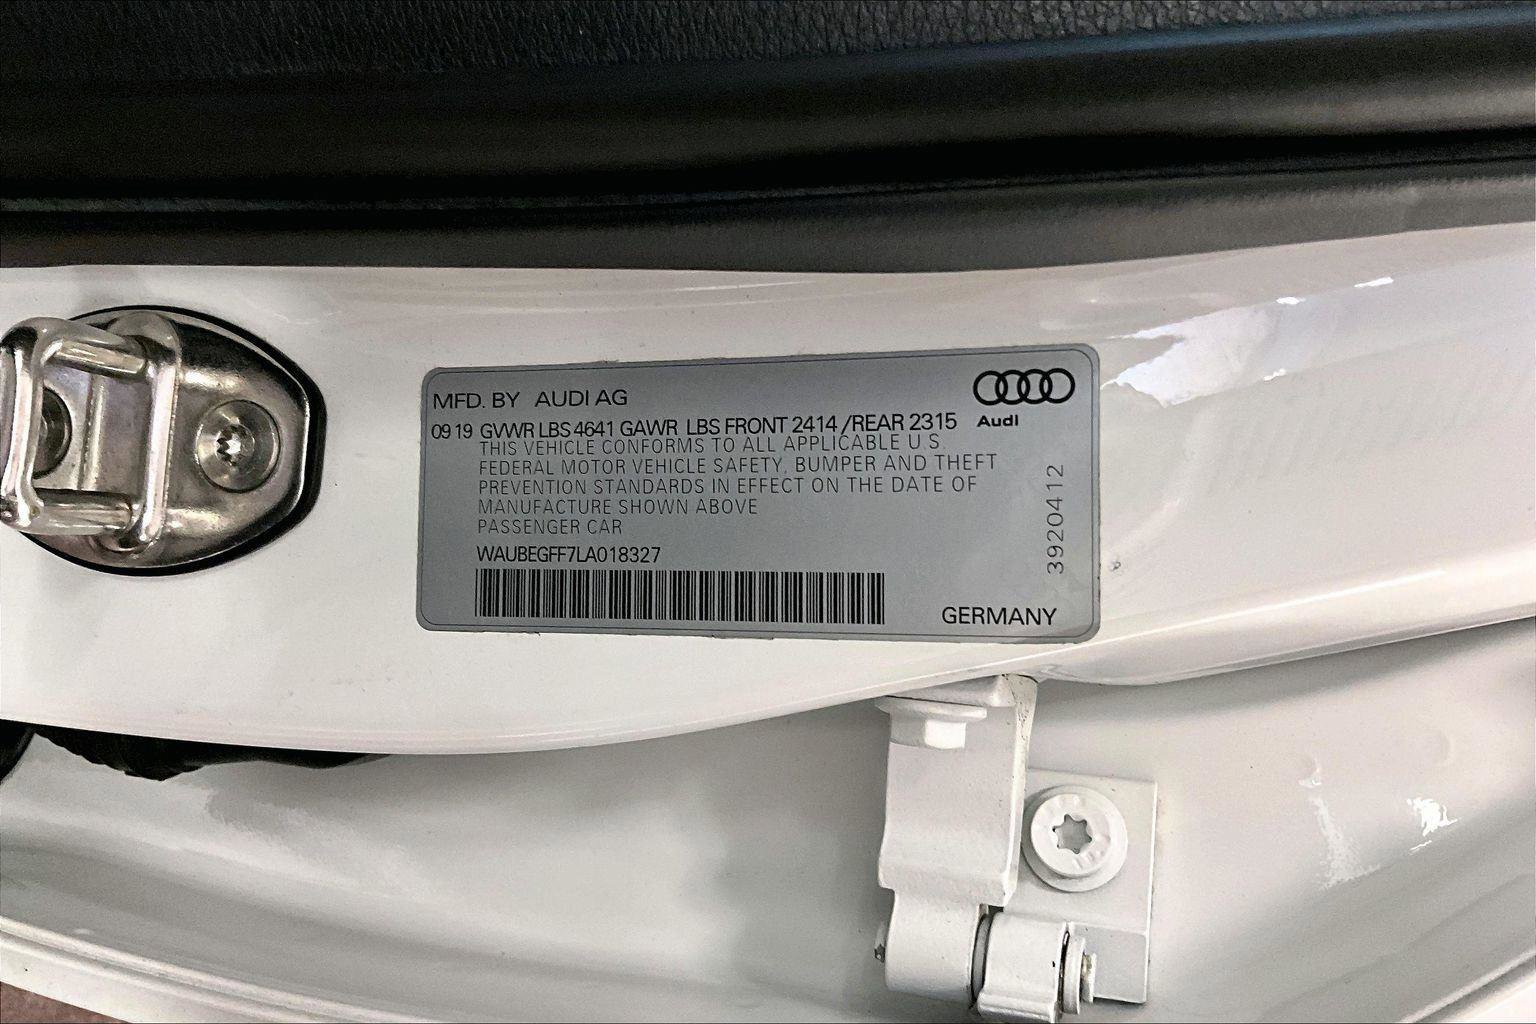 MFD. BY AUDI AG
Audi
09 19 GVWR LBS 4641 GAWR LBS FRONT 2414 /REAR 2315
THIS VEHICLE CONFORMS TO ALL APPLICABLE U.S.
FEDERAL MOTOR VEHICLE SAFETY, BUMPER AND THEFT
PREVENTION STANDARDS IN EFFECT ON THE DATE OF
MANUFACTURE SHOWN ABOVE
PASSENGER CAR
WAUBEGFF7LA018327
3920412
GERMANY